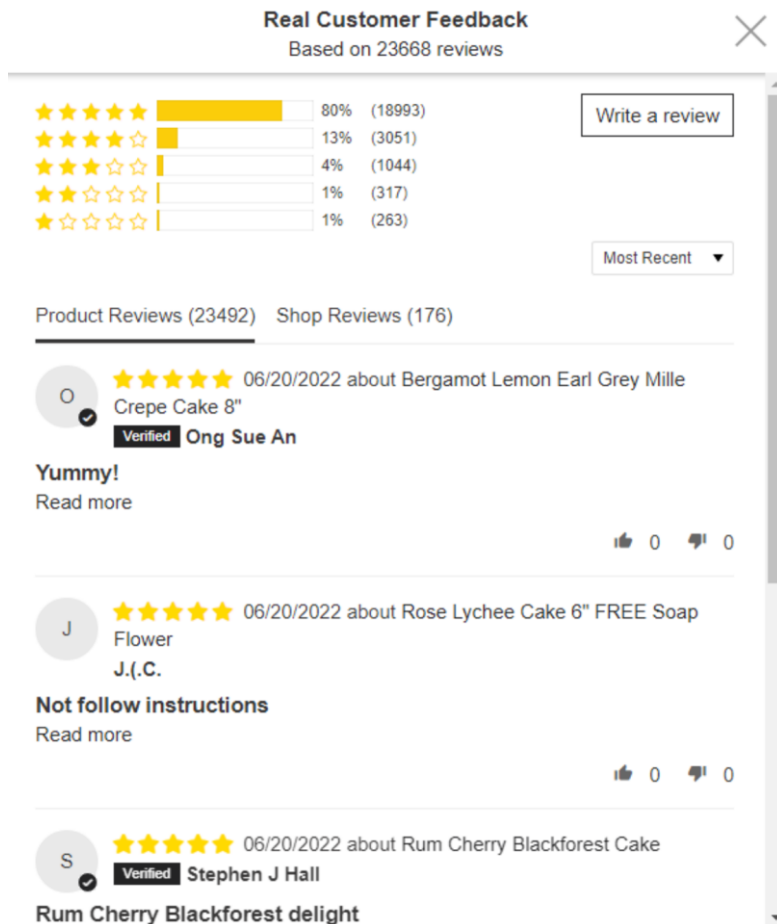 Real Customer Feedback
Based on 23668 reviews
80% (18993)
Write a review
13% (3051)
4% (1044)
1% (317)
1% (263)
Most Recent
Product Reviews (23492) Shop Reviews (176)
O
06/20/2022 about Bergamot Lemon Earl Grey Mille
Crepe Cake 8"
Verified Ong Sue An
Yummy!
Read more
0 0
J
06/20/2022 about Rose Lychee Cake 6" FREE Soap
Flower
J.(.C.
Not follow instructions
Read more
0 0
S
06/20/2022 about Rum Cherry Blackforest Cake
Verified Stephen J Hall
Rum Cherry Blackforest delight